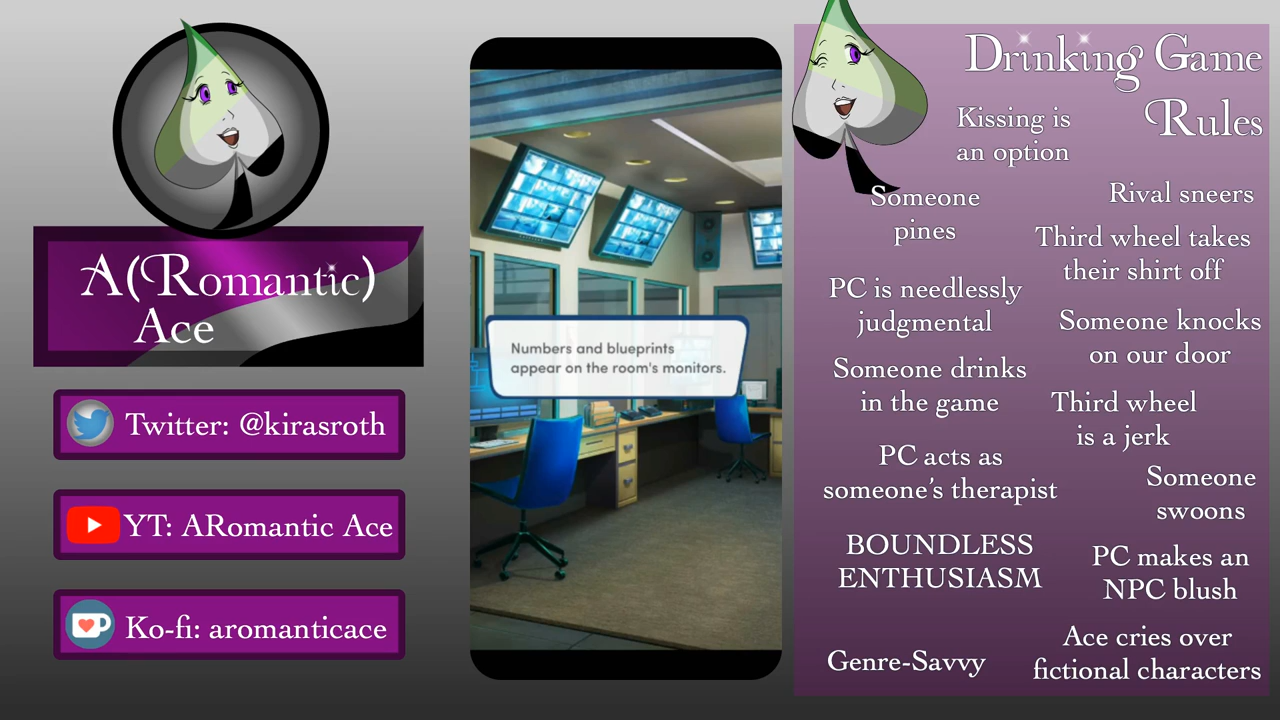 A(Romantic)
Ace
Twitter: @kirasroth
YT: ARomantic Ace
Ko-fi: aromanticace
Numbers and blueprints
appear on the room's monitors.
Drinking Game
Rules
Kissing is
an option
Someone
pines
Rival sneers
Third wheel takes
their shirt off
PC is needlessly
judgmental
Someone knocks
on our door
Someone drinks
in the game
Third wheel
is a jerk
PC acts as
someone's therapist
Someone
swoons
BOUNDLESS
ENTHUSIASM
PC makes an
NPC blush
Genre-Savvy
Ace cries over
fictional characters